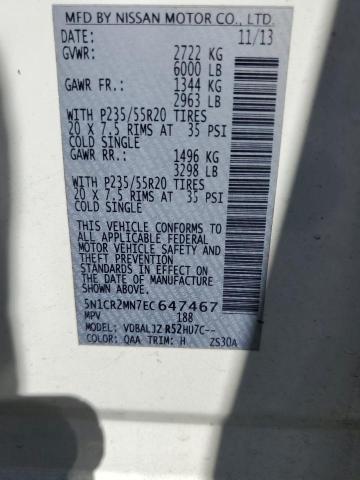 MFD BY NISSAN MOTOR CO., LTD.
DATE: 11/13
GVWR: 2722 KG
6000 LB
GAWR FR.: 1344 KG
2963 LB
WITH P235/55R20 TIRES
20 X 7.5 RIMS AT 35 PSI
COLD SINGLE
GAWR RR.: 1496 KG
3298 LB
WITH P235/55R20 TIRES
20 X 7.5 RIMS AT 35 PSI
COLD SINGLE
THIS VEHICLE CONFORMS TO
ALL APPLICABLE FEDERAL
MOTOR VEHICLE SAFETY
STANDARDS IN EFFECT ON THE
DATE OF MANUFACTURE
SHOWN ABOVE.
5N1CR2MN7EC647467
MPV 188
MODEL: VDBALJZ R52HU7C--
COLOR: QAA TRIM: H ZS30A